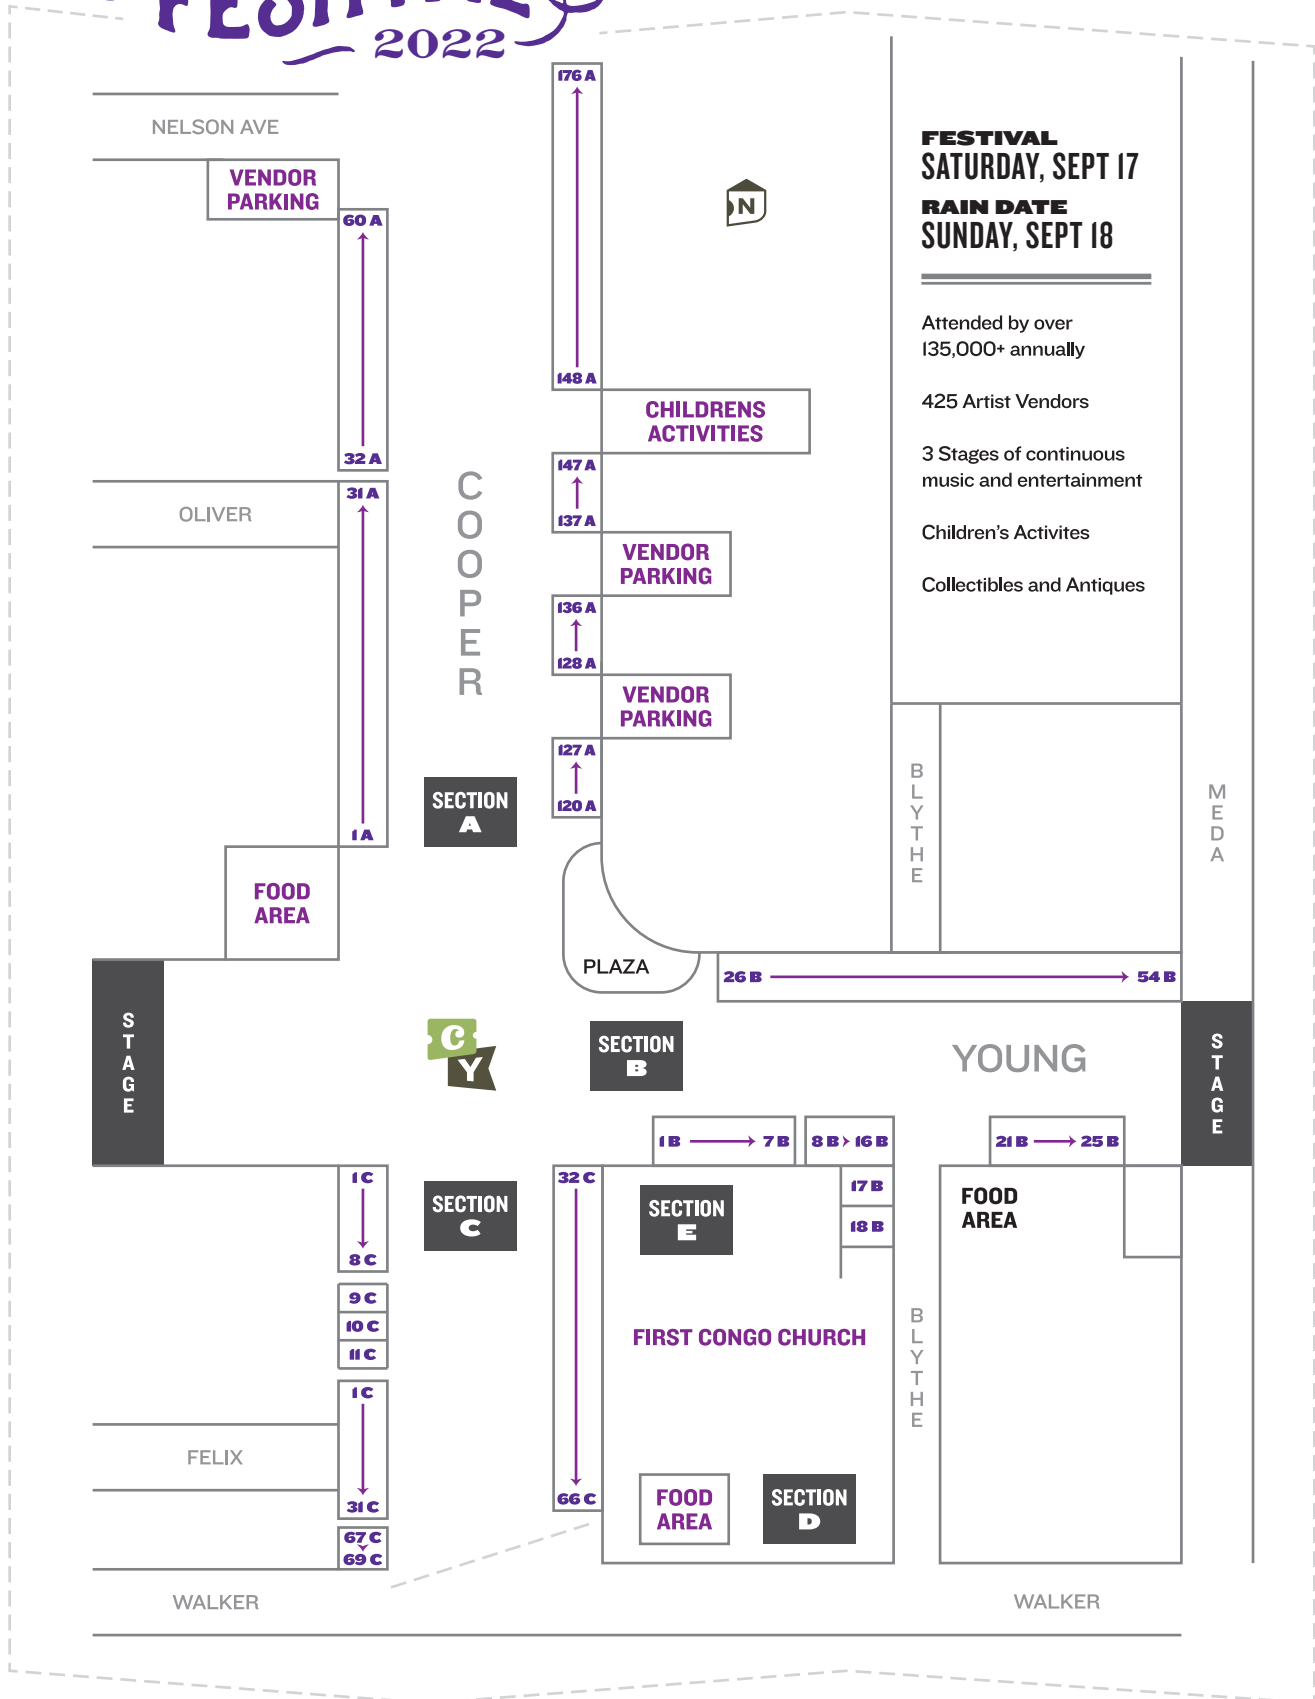 FESTIVAL
2022
176 A
NELSON AVE
VENDOR
PARKING
60 A
N
FESTIVAL
SATURDAY, SEPT 17
RAIN DATE
SUNDAY, SEPT 18
Attended by over
135,000+ annually
425 Artist Vendors
3 Stages of continuous
music and entertainment
Children's Activites
Collectibles and Antiques
148 A
CHILDRENS
ACTIVITIES
32 A
147 A
31 A
OLIVER
137 A
COOPER
VENDOR
PARKING
136 A
128 A
VENDOR
PARKING
127 A
120 A
SECTION
A
1 A
BLYTHE
MEDA
FOOD
AREA
PLAZA
26 B
54 B
STAGE
C
Y
SECTION
B
YOUNG
STAGE
1 B
7 B
8 B
16 B
21 B
25 B
1 C
32 C
17 B
FOOD
AREA
SECTION
C
SECTION
E
18 B
8 C
9 C
10 C
11 C
FIRST CONGO CHURCH
BLYTHE
1 C
FELIX
31 C
66 C
FOOD
AREA
SECTION
D
67 C
69 C
WALKER
WALKER